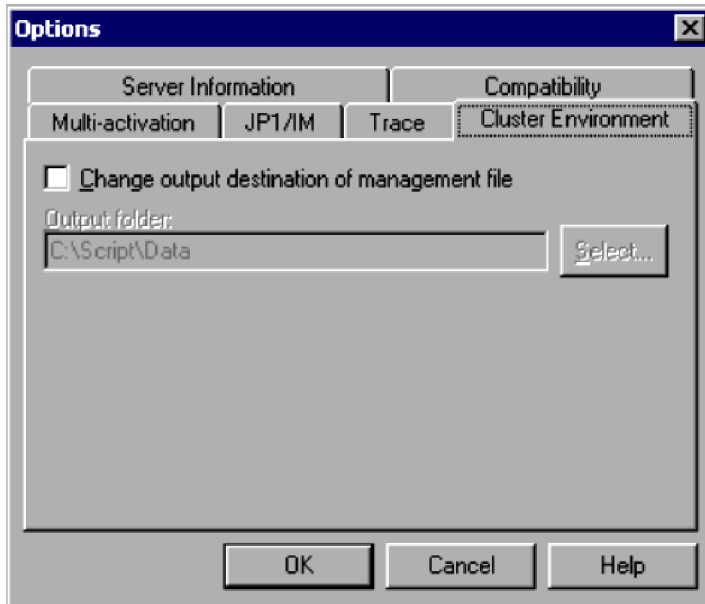 Options
Server Information Compatibility
Multi-activation JP1/IM Trace Cluster Environment
Change output destination of management file
Output folder:
C:\Script\Data Select...
OK Cancel Help